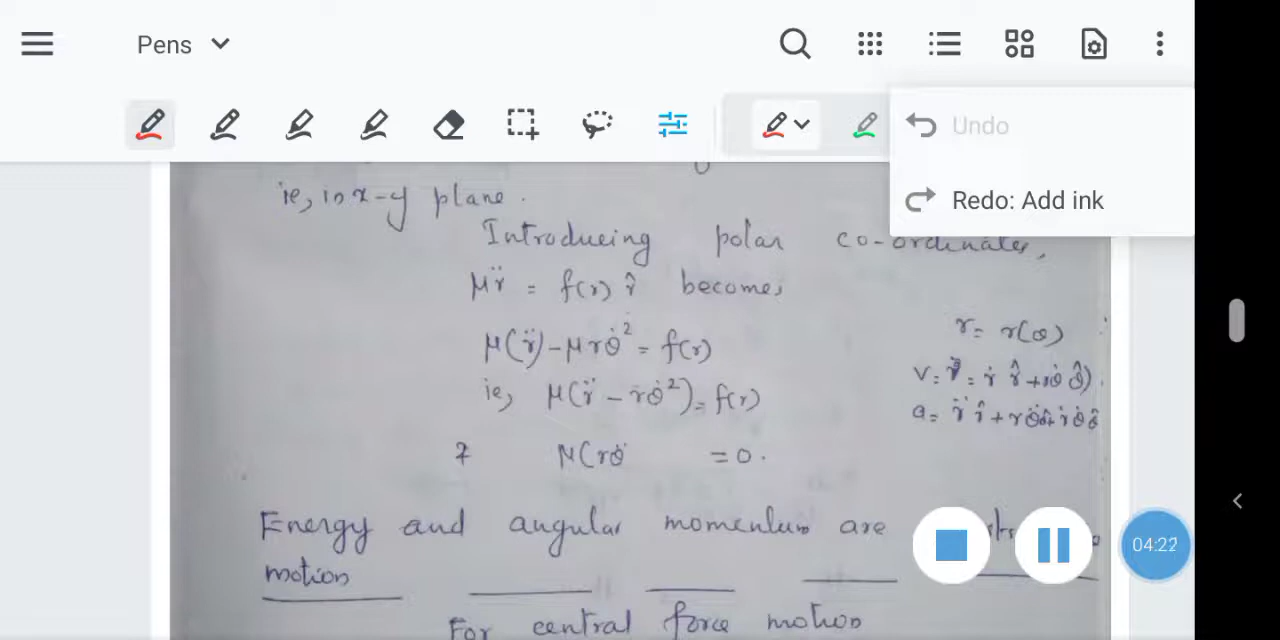 Pens
Undo
Redo: Add ink
ie, in x-y plane.
Introducing polar co-ordinates,
μr̈ = f(r) r̂ becomes
μ(r̈) - μrθ̇² = f(r)
ie, μ(r̈ - rθ̇²) = f(r)
μ(rθ̈ = 0.
r = r(θ)
Energy and angular momentum are
motion
For central force motion
04:22